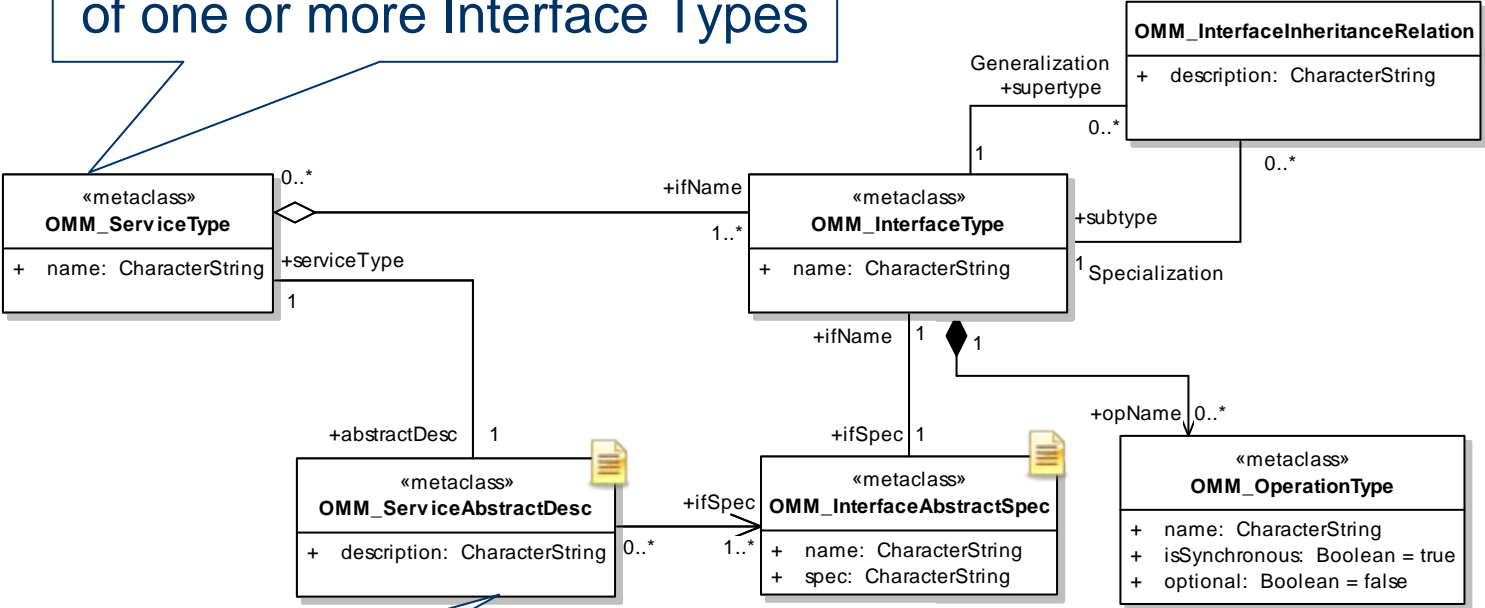 of one or more Interface Types
OMM_InterfaceInheritanceRelation
+ description: CharacterString
Generalization
+supertype
0..*
1
0..*
«metaclass»
OMM_ServiceType
+ name: CharacterString
0..*
+ifName
1..*
«metaclass»
OMM_InterfaceType
+ name: CharacterString
+subtype
1
Specialization
+serviceType
1
+ifName
1
1
+abstractDesc
1
+ifSpec
1
+opName
0..*
«metaclass»
OMM_ServiceAbstractDesc
+ description: CharacterString
+ifSpec
0..*
1..*
«metaclass»
OMM_InterfaceAbstractSpec
+ name: CharacterString
+ spec: CharacterString
«metaclass»
OMM_OperationType
+ name: CharacterString
+ isSynchronous: Boolean = true
+ optional: Boolean = false